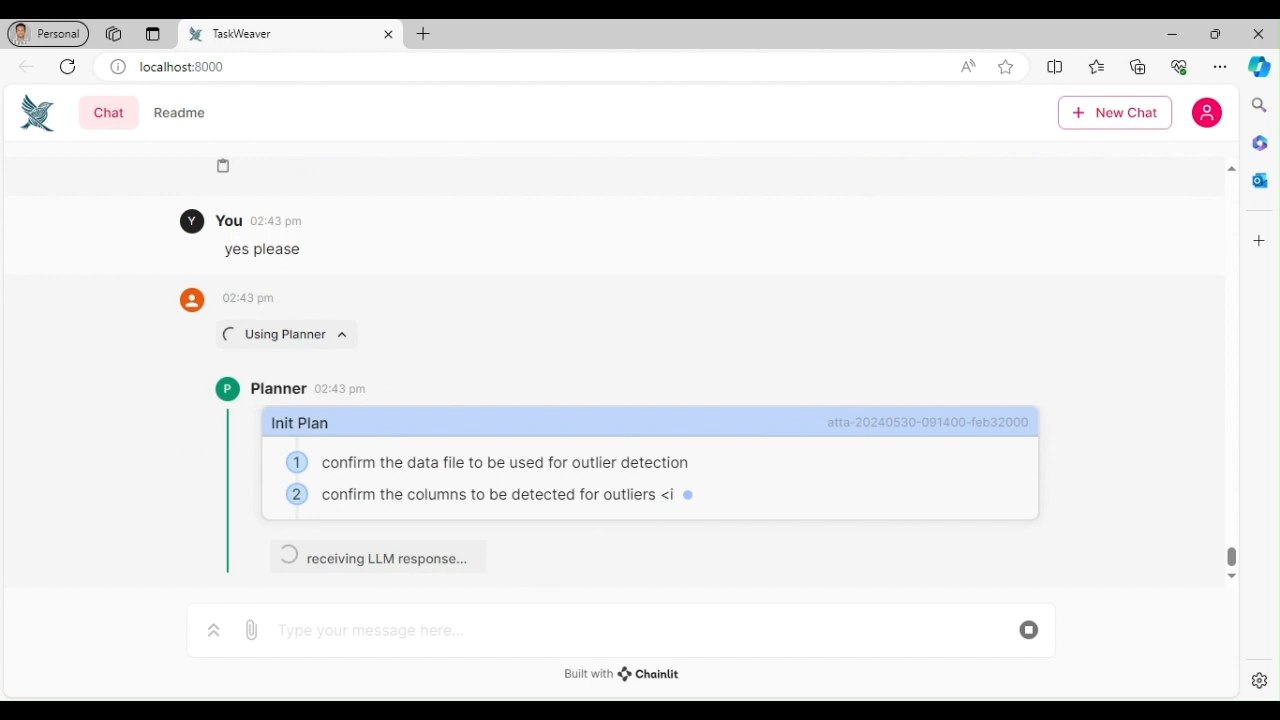 Personal
TaskWeaver
localhost:8000
Chat
Readme
+ New Chat
Y
You 02:43 pm
yes please
02:43 pm
Using Planner
P
Planner 02:43 pm
Init Plan atta-20240530-091400-feb32000
1 confirm the data file to be used for outlier detection
2 confirm the columns to be detected for outliers <i
receiving LLM response...
Type your message here...
Built with Chainlit